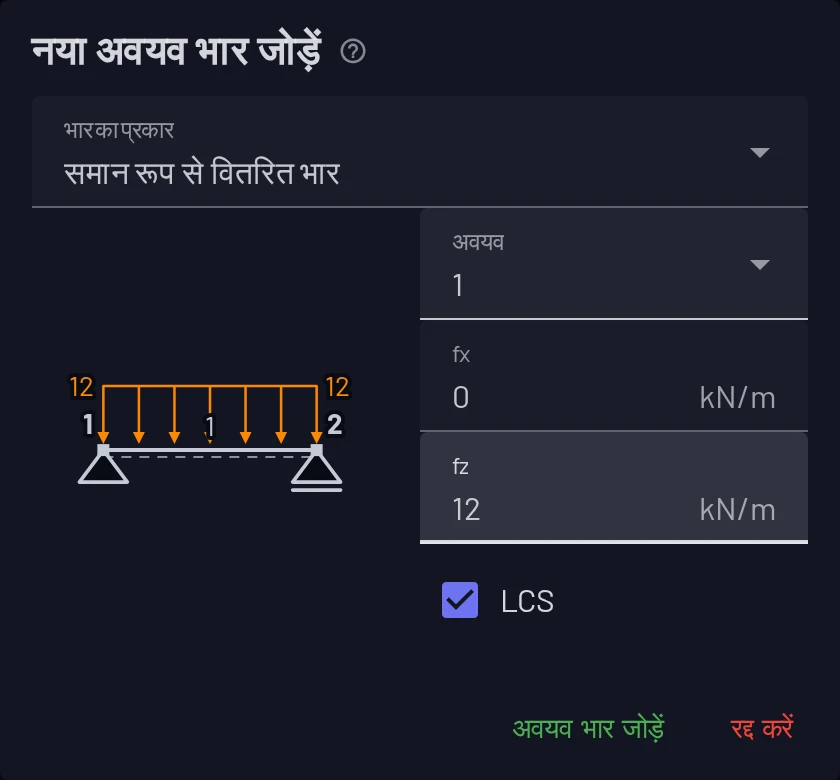 नया अवयव भार जोड़ें
भार का प्रकार
समान रूप से वितरित भार
अवयव
1
fx
0 kN/m
fz
12 kN/m
LCS
12 12
1 1 2
अवयव भार जोड़ें रद्द करें